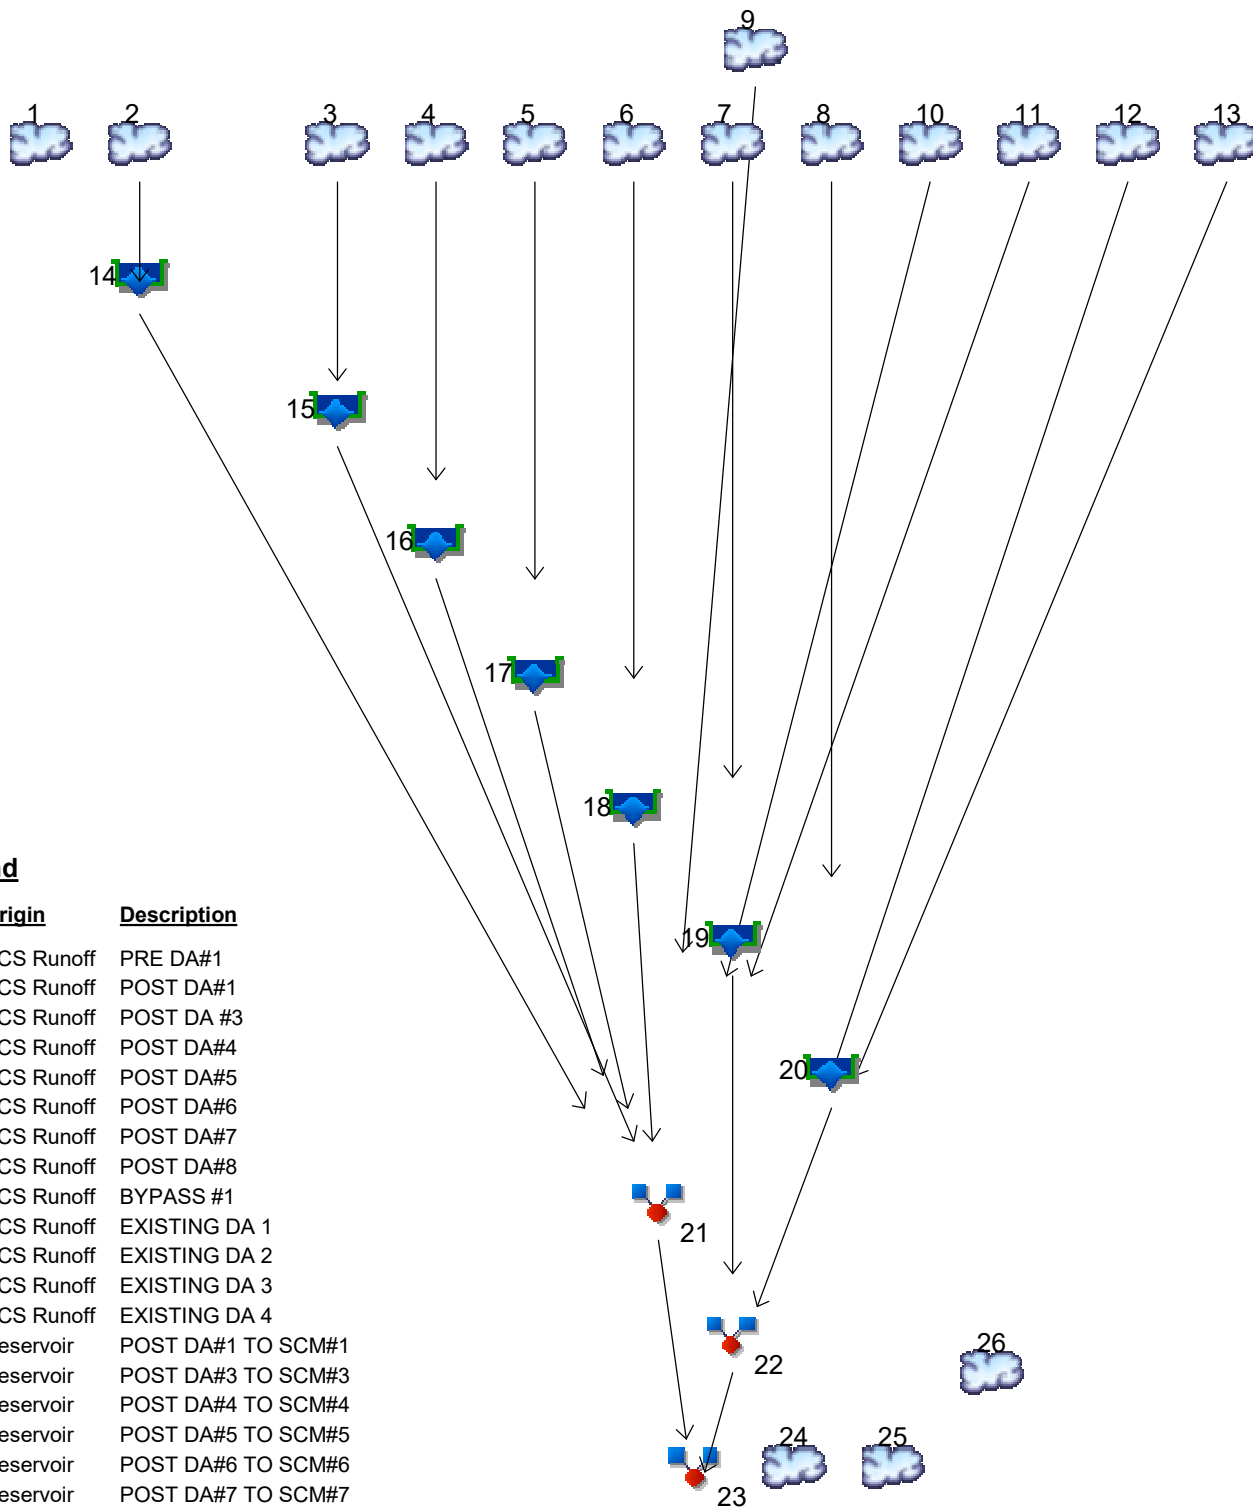 9
1 2 3 4 5 6 7 8 10 11 12 13
14
15
16
17
18
19
20
21
22
26
24 25
23
nd
rigin Description
CS Runoff PRE DA#1
CS Runoff POST DA#1
CS Runoff POST DA #3
CS Runoff POST DA#4
CS Runoff POST DA#5
CS Runoff POST DA#6
CS Runoff POST DA#7
CS Runoff POST DA#8
CS Runoff BYPASS #1
CS Runoff EXISTING DA 1
CS Runoff EXISTING DA 2
CS Runoff EXISTING DA 3
CS Runoff EXISTING DA 4
eservoir POST DA#1 TO SCM#1
eservoir POST DA#3 TO SCM#3
eservoir POST DA#4 TO SCM#4
eservoir POST DA#5 TO SCM#5
eservoir POST DA#6 TO SCM#6
eservoir POST DA#7 TO SCM#7